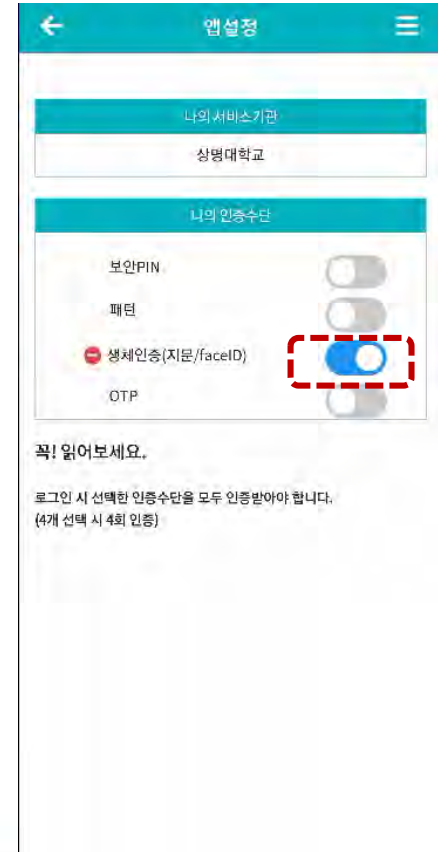 앱설정
나의 서비스기관
상명대학교
나의 인증수단
보안PIN
패턴
생체인증(지문/faceID)
OTP
꼭! 읽어보세요.
로그인 시 선택한 인증수단을 모두 인증받아야 합니다.
(4개 선택 시 4회 인증)